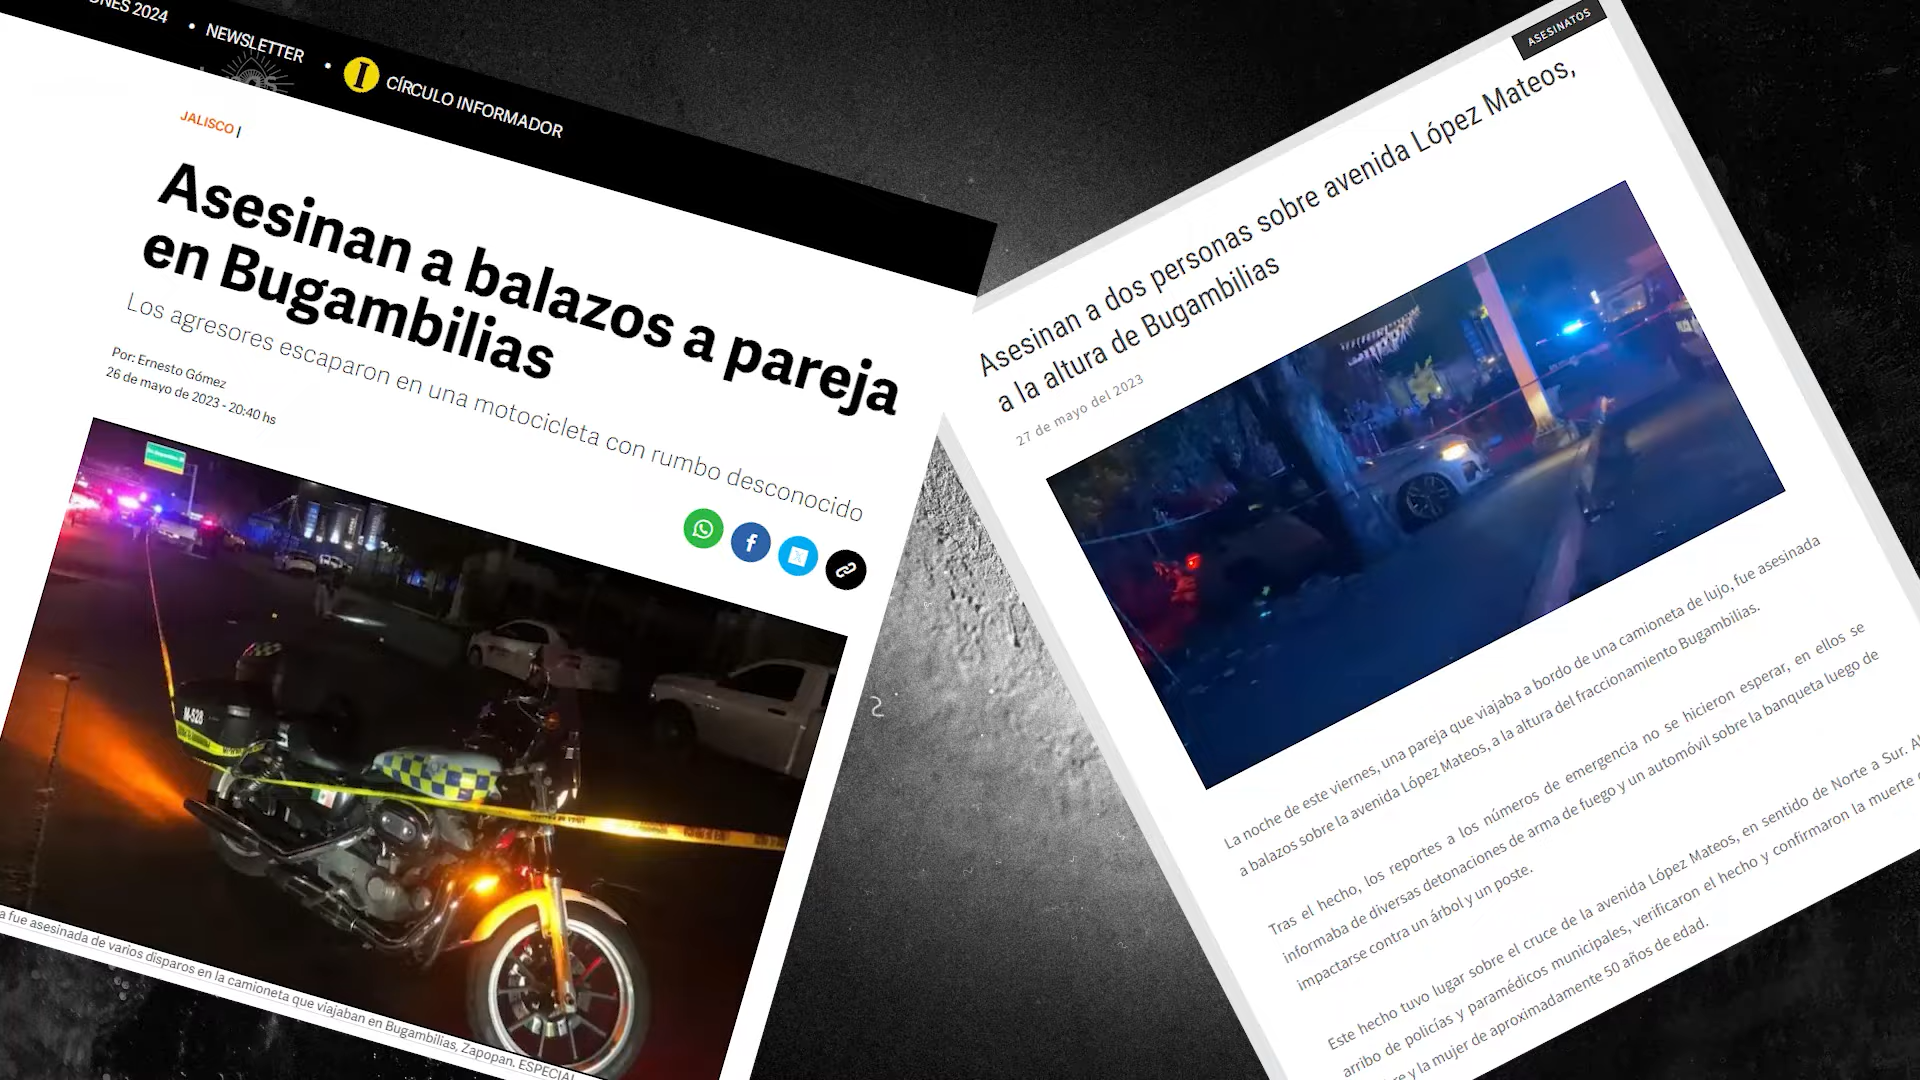 NES 2024 • NEWSLETTER • I CÍRCULO INFORMADOR
JALISCO |
Asesinan a balazos a pareja
en Bugambilias
Los agresores escaparon en una motocicleta con rumbo desconocido
Por: Ernesto Gómez
26 de mayo de 2023 - 20:40 hs
M-528
a fue asesinada de varios disparos en la camioneta que viajaban en Bugambilias, Zapopan. ESPECIAL
ASESINATOS
Asesinan a dos personas sobre avenida López Mateos,
a la altura de Bugambilias
27 de mayo del 2023
La noche de este viernes, una pareja que viajaba a bordo de una camioneta de lujo, fue asesinada
a balazos sobre la avenida López Mateos, a la altura del fraccionamiento Bugambilias.
Tras el hecho, los reportes a los números de emergencia no se hicieron esperar, en ellos se
informaba de diversas detonaciones de arma de fuego y un automóvil sobre la banqueta luego de
impactarse contra un árbol y un poste.
Este hecho tuvo lugar sobre el cruce de la avenida López Mateos, en sentido de Norte a Sur. Al
arribo de policías y paramédicos municipales, verificaron el hecho y confirmaron la muerte
re y la mujer de aproximadamente 50 años de edad.